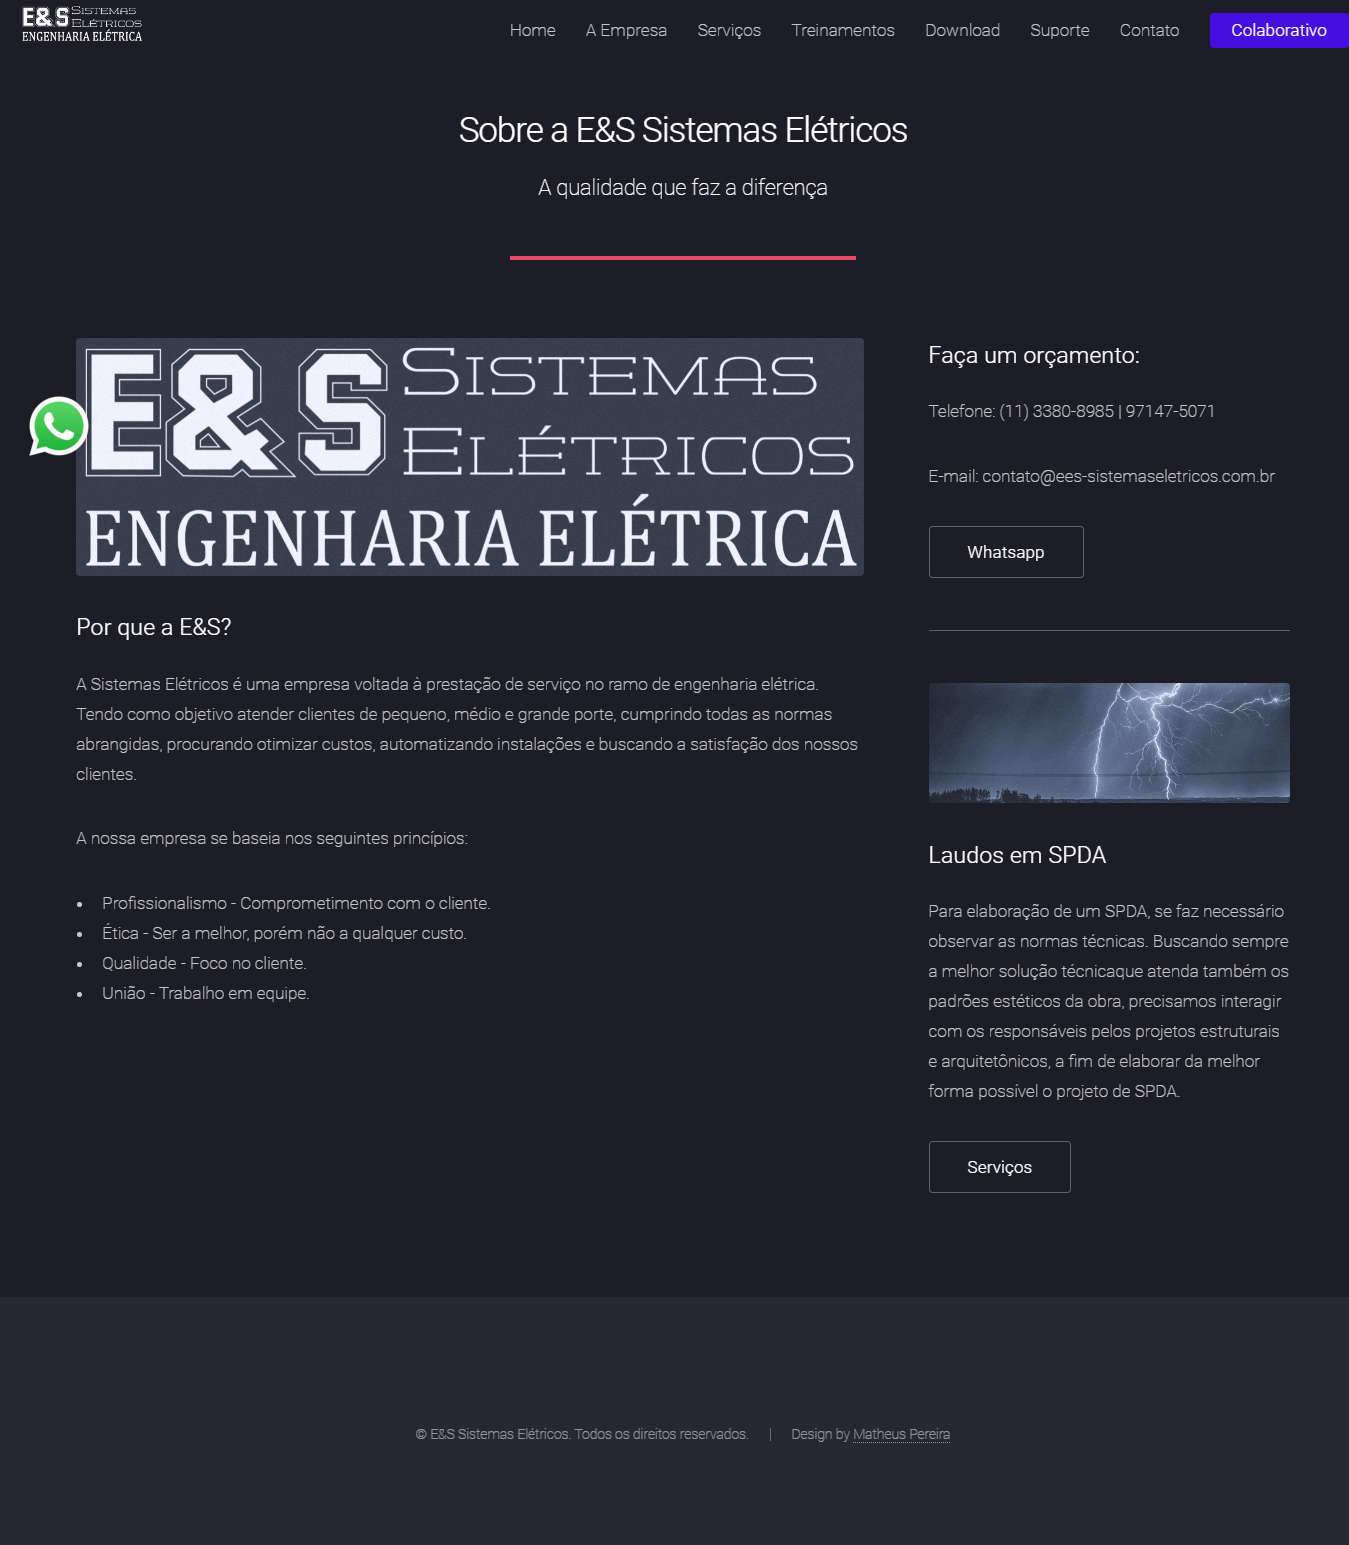 E&S Sistemas
Elétricos
ENGENHARIA ELÉTRICA
Home A Empresa Serviços Treinamentos Download Suporte Contato Colaborativo
Sobre a E&S Sistemas Elétricos
A qualidade que faz a diferença
E&S Sistemas
Elétricos
ENGENHARIA ELÉTRICA
Por que a E&S?
A Sistemas Elétricos é uma empresa voltada à prestação de serviço no ramo de engenharia elétrica.
Tendo como objetivo atender clientes de pequeno, médio e grande porte, cumprindo todas as normas
abrangidas, procurando otimizar custos, automatizando instalações e buscando a satisfação dos nossos
clientes.
A nossa empresa se baseia nos seguintes princípios:
• Profissionalismo - Comprometimento com o cliente.
• Ética - Ser a melhor, porém não a qualquer custo.
• Qualidade - Foco no cliente.
• União - Trabalho em equipe.
Faça um orçamento:
Telefone: (11) 3380-8985 | 97147-5071
E-mail: contato@ees-sistemaseletricos.com.br
Whatsapp
Laudos em SPDA
Para elaboração de um SPDA, se faz necessário
observar as normas técnicas. Buscando sempre
a melhor solução técnicaque atenda também os
padrões estéticos da obra, precisamos interagir
com os responsáveis pelos projetos estruturais
e arquitetônicos, a fim de elaborar da melhor
forma possível o projeto de SPDA.
Serviços
© E&S Sistemas Elétricos. Todos os direitos reservados. | Design by Matheus Pereira